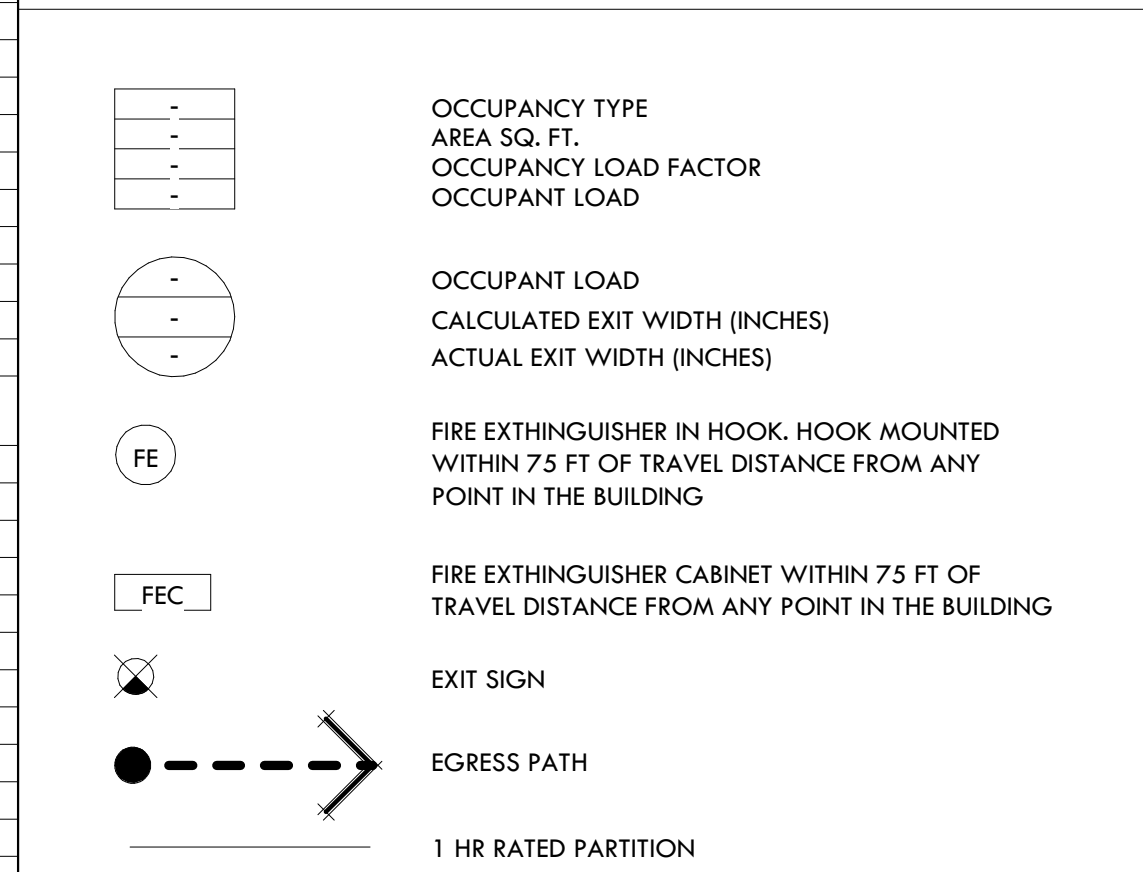 -
-
-
-
OCCUPANCY TYPE
AREA SQ. FT.
OCCUPANCY LOAD FACTOR
OCCUPANT LOAD
-
-
-
OCCUPANT LOAD
CALCULATED EXIT WIDTH (INCHES)
ACTUAL EXIT WIDTH (INCHES)
FE
FIRE EXTHINGUISHER IN HOOK. HOOK MOUNTED
WITHIN 75 FT OF TRAVEL DISTANCE FROM ANY
POINT IN THE BUILDING
FEC
FIRE EXTHINGUISHER CABINET WITHIN 75 FT OF
TRAVEL DISTANCE FROM ANY POINT IN THE BUILDING
EXIT SIGN
EGRESS PATH
1 HR RATED PARTITION